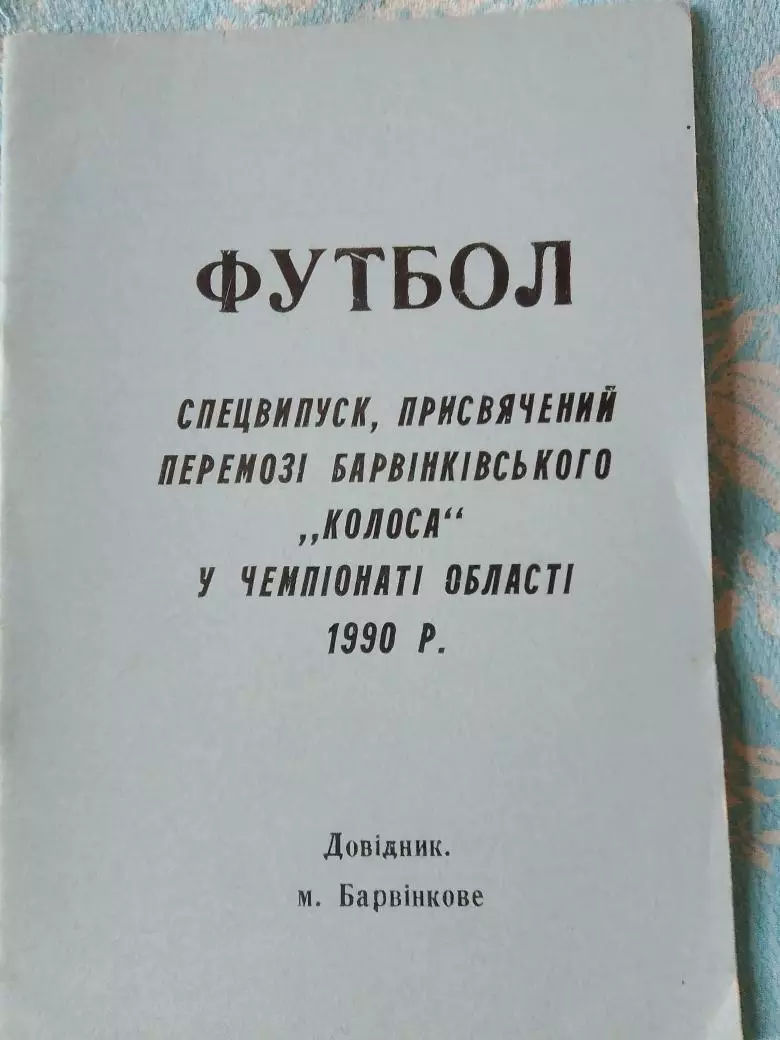 ФУТБОЛ
СПЕЦВИПУСК, ПРИСВЯЧЕНИЙ
ПЕРЕМОЗІ БАРВІНКІВСЬКОГО
„КОЛОСА“
У ЧЕМПІОНАТІ ОБЛАСТІ
1990 Р.
Довідник.
м. Барвінкове